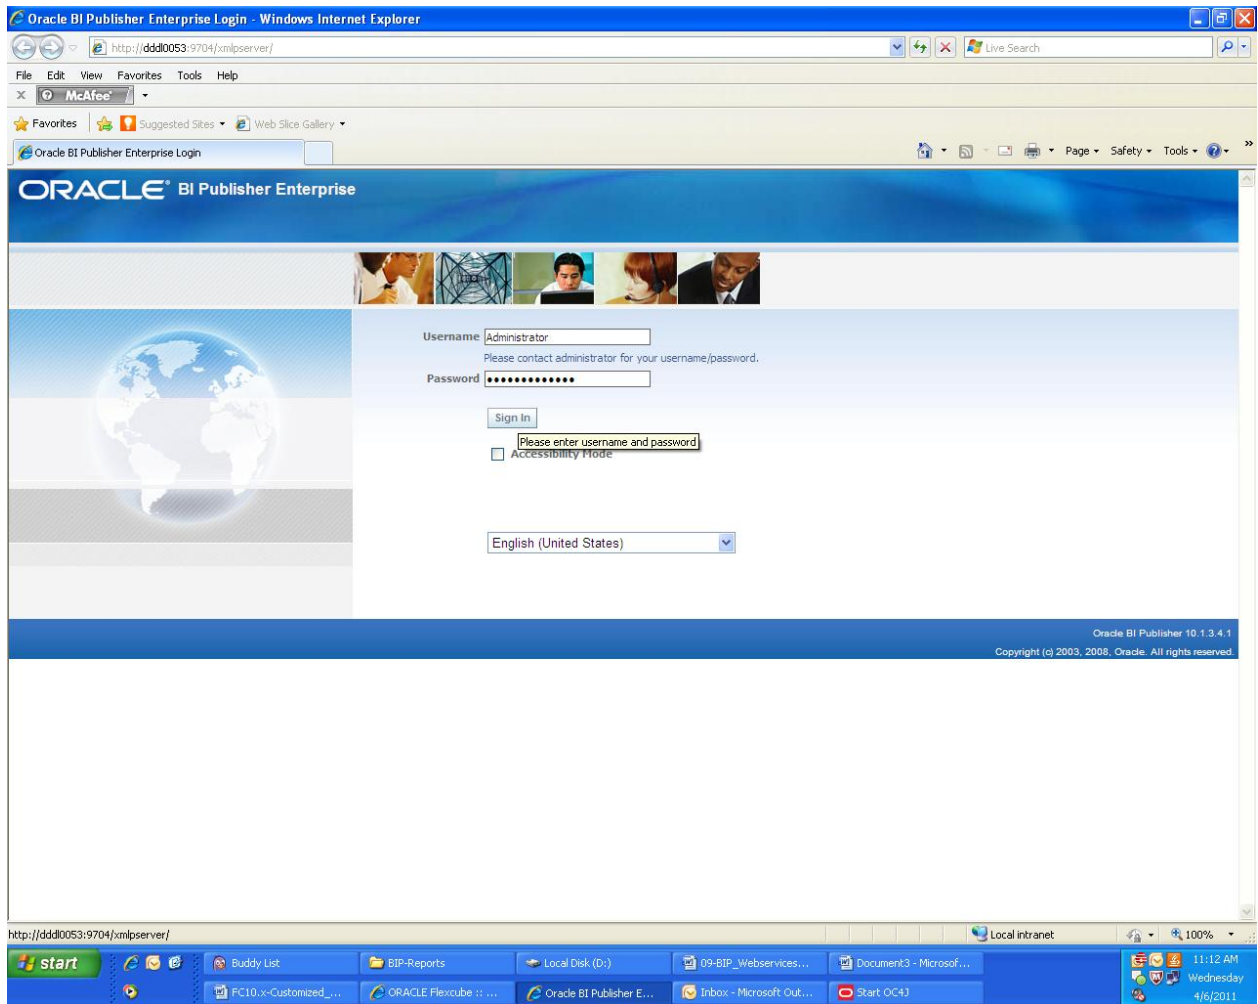 Oracle BI Publisher Enterprise Login - Windows Internet Explorer
http://dddl0053:9704/xmlpserver/
Live Search
File Edit View Favorites Tools Help
x McAfee
Favorites Suggested Sites Web Slice Gallery
Oracle BI Publisher Enterprise Login
Page Safety Tools
ORACLE BI Publisher Enterprise
Username Administrator
Please contact administrator for your username/password.
Password •••••••••••••
Sign In
Please enter username and password
Accessibility Mode
English (United States)
Oracle BI Publisher 10.1.3.4.1
Copyright (c) 2003, 2008, Oracle. All rights reserved.
http://dddl0053:9704/xmlpserver/
Local intranet
100%
start
Buddy List
BIP-Reports
Local Disk (D:)
09-BIP_Webservices...
Document3 - Microsof...
11:12 AM
Wednesday
FC10.x-Customized_...
ORACLE Flexcube :: ...
Oracle BI Publisher E...
Inbox - Microsoft Out...
Start OC4J
4/6/2011